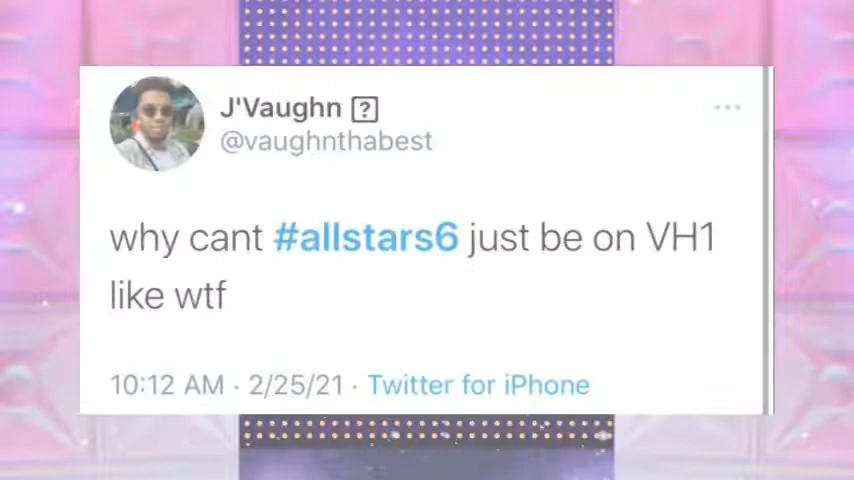 J'Vaughn
@vaughnthabest
why cant #allstars6 just be on VH1
like wtf
10:12 AM · 2/25/21 · Twitter for iPhone